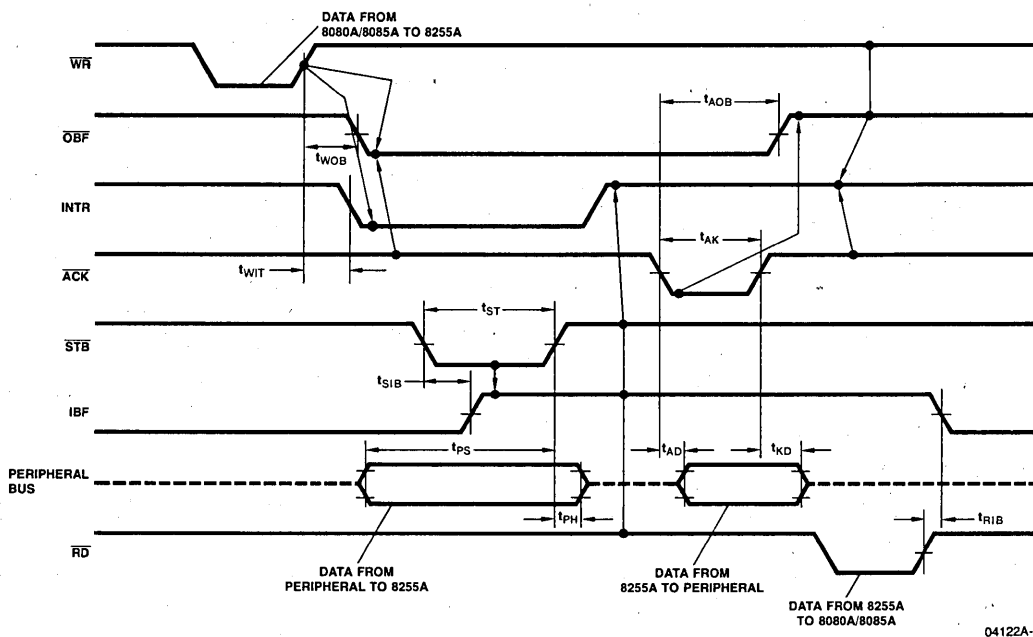 DATA FROM
8080A/8085A TO 8255A
WR
tAOB
OBF
tWOB
INTR
tAK
ACK
tWIT
tST
STB
tSIB
IBF
tPS
tAD
tKD
PERIPHERAL
BUS
tPH
tRIB
RD
DATA FROM
PERIPHERAL TO 8255A
DATA FROM
8255A TO PERIPHERAL
DATA FROM 8255A
TO 8080A/8085A
04122A-